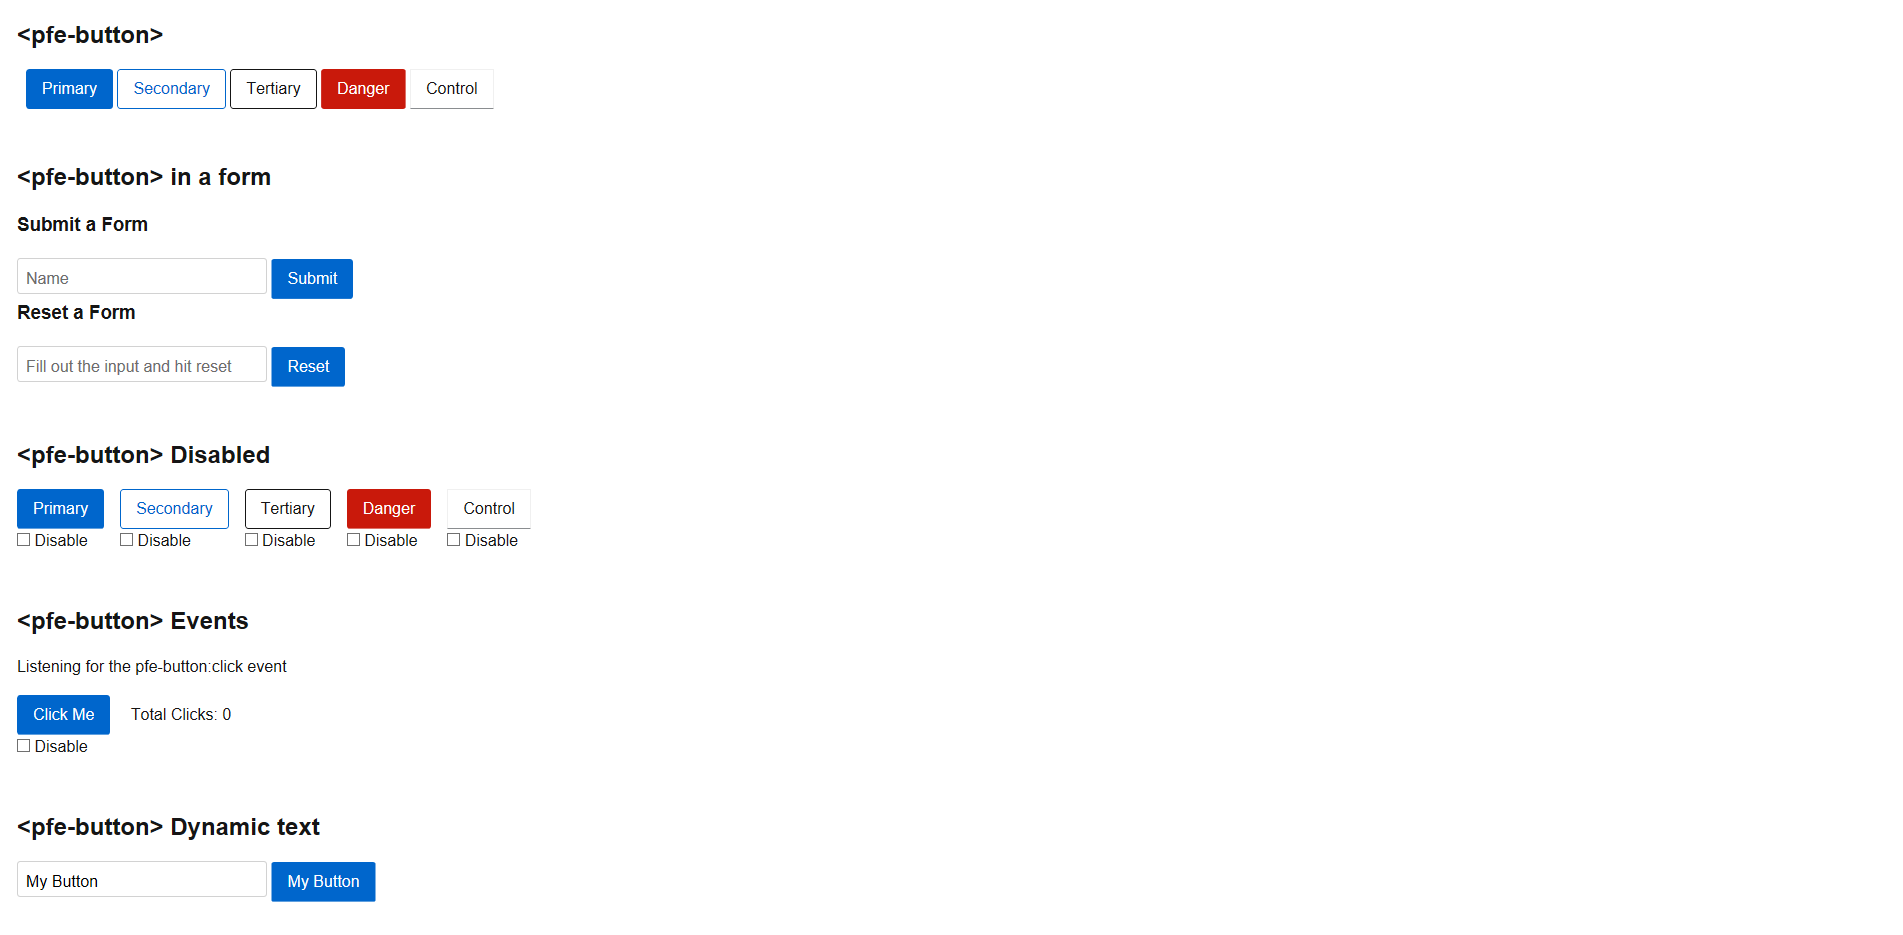 <pfe-button>
Primary Secondary Tertiary Danger Control
<pfe-button> in a form
Submit a Form
Name Submit
Reset a Form
Fill out the input and hit reset Reset
<pfe-button> Disabled
Primary Secondary Tertiary Danger Control
Disable Disable Disable Disable Disable
<pfe-button> Events
Listening for the pfe-button:click event
Click Me Total Clicks: 0
Disable
<pfe-button> Dynamic text
My Button My Button